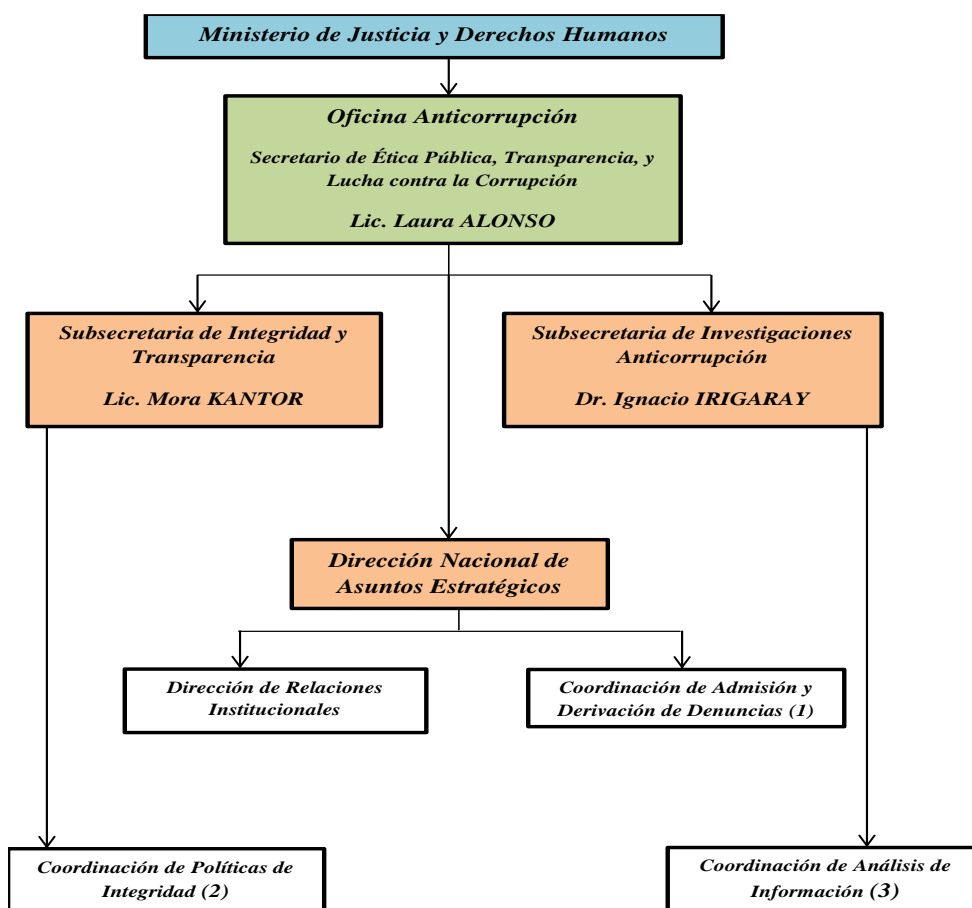 Ministerio de Justicia y Derechos Humanos
Oficina Anticorrupción
Secretario de Ética Pública, Transparencia, y
Lucha contra la Corrupción
Lic. Laura ALONSO
Subsecretaria de Integridad y
Transparencia
Lic. Mora KANTOR
Subsecretaria de Investigaciones
Anticorrupción
Dr. Ignacio IRIGARAY
Dirección Nacional de
Asuntos Estratégicos
Dirección de Relaciones
Institucionales
Coordinación de Admisión y
Derivación de Denuncias (1)
Coordinación de Políticas de
Integridad (2)
Coordinación de Análisis de
Información (3)